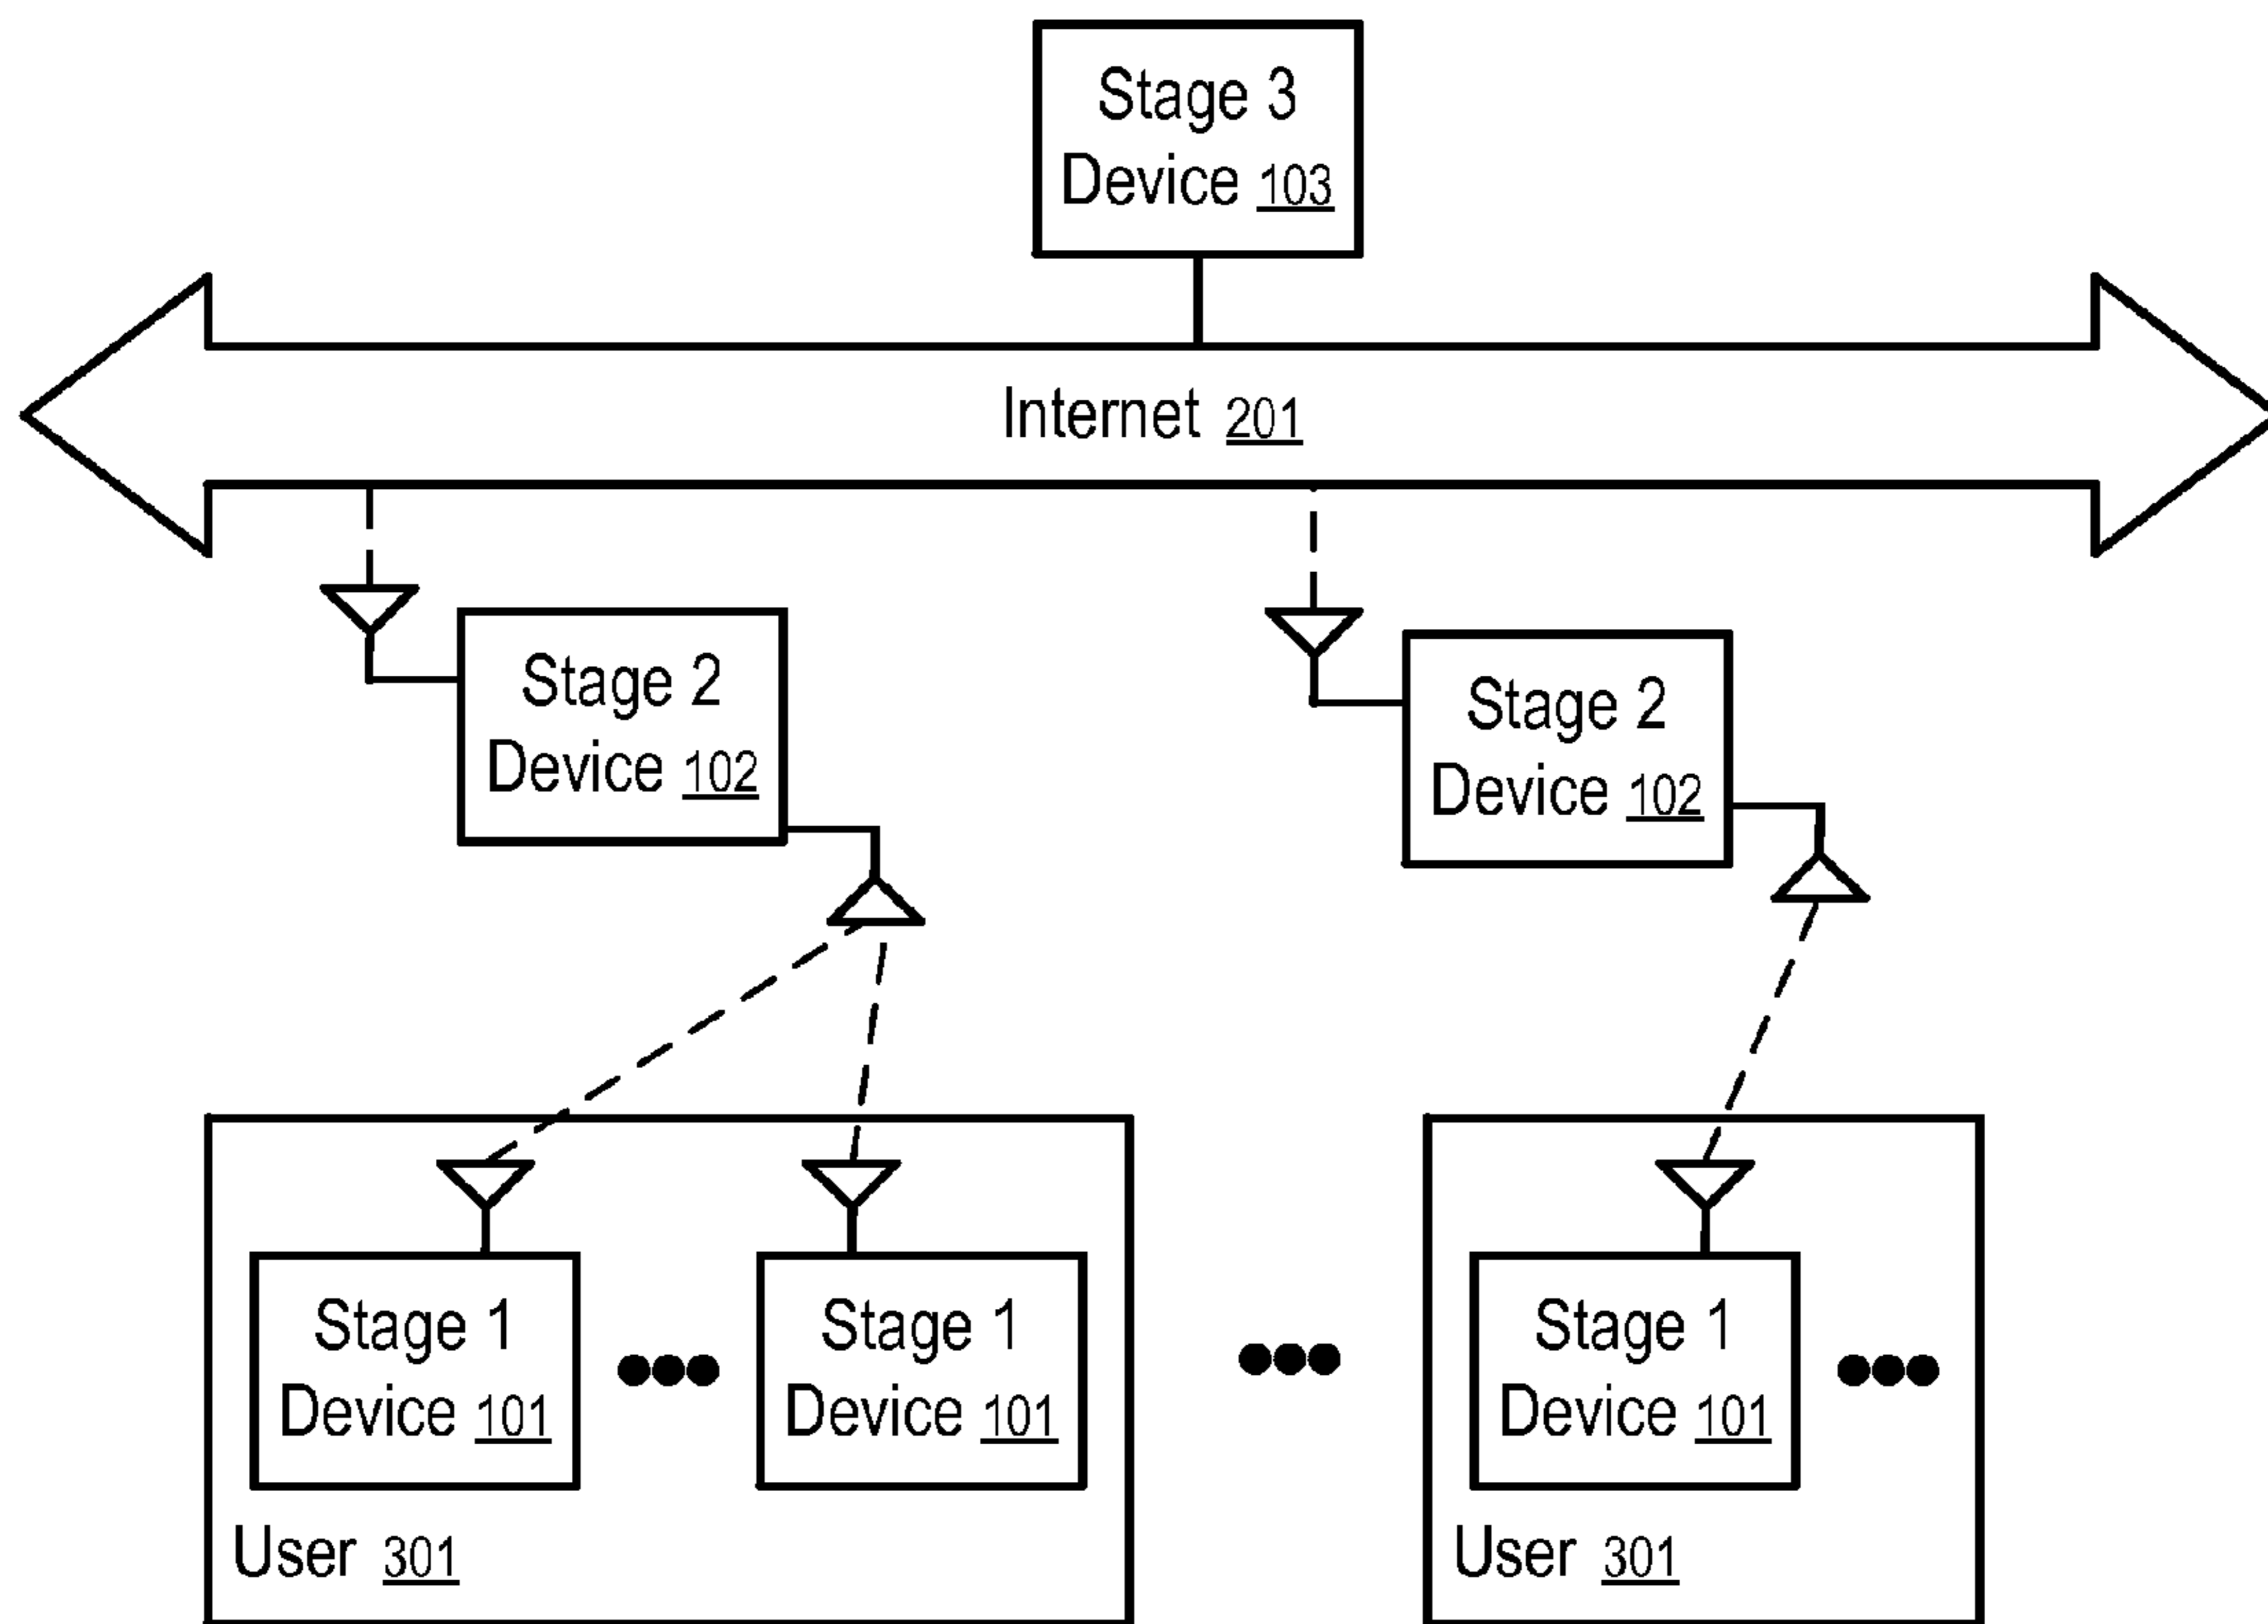 Stage 3
Device 103
Internet 201
Stage 2
Device 102
Stage 2
Device 102
Stage 1
Device 101
Stage 1
Device 101
User 301
Stage 1
Device 101
User 301